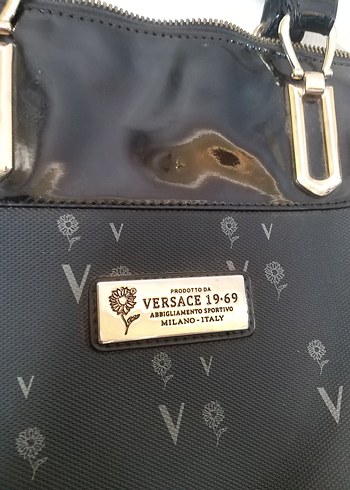 V
V
V
PRODOTTO DA
VERSACE 19•69
ABBIGLIAMENTO SPORTIVO
MILANO - ITALY
V
V
V
V